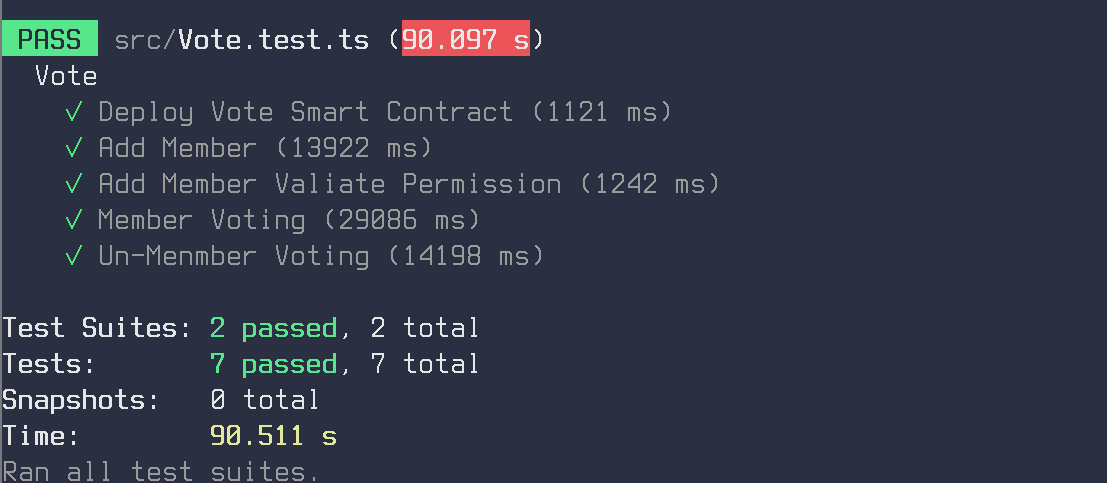 PASS src/Vote.test.ts (90.097 s)
Vote
✓ Deploy Vote Smart Contract (1121 ms)
✓ Add Member (13922 ms)
✓ Add Member Valiate Permission (1242 ms)
✓ Member Voting (29086 ms)
✓ Un-Menmber Voting (14198 ms)
Test Suites: 2 passed, 2 total
Tests: 7 passed, 7 total
Snapshots: 0 total
Time: 90.511 s
Ran all test suites.